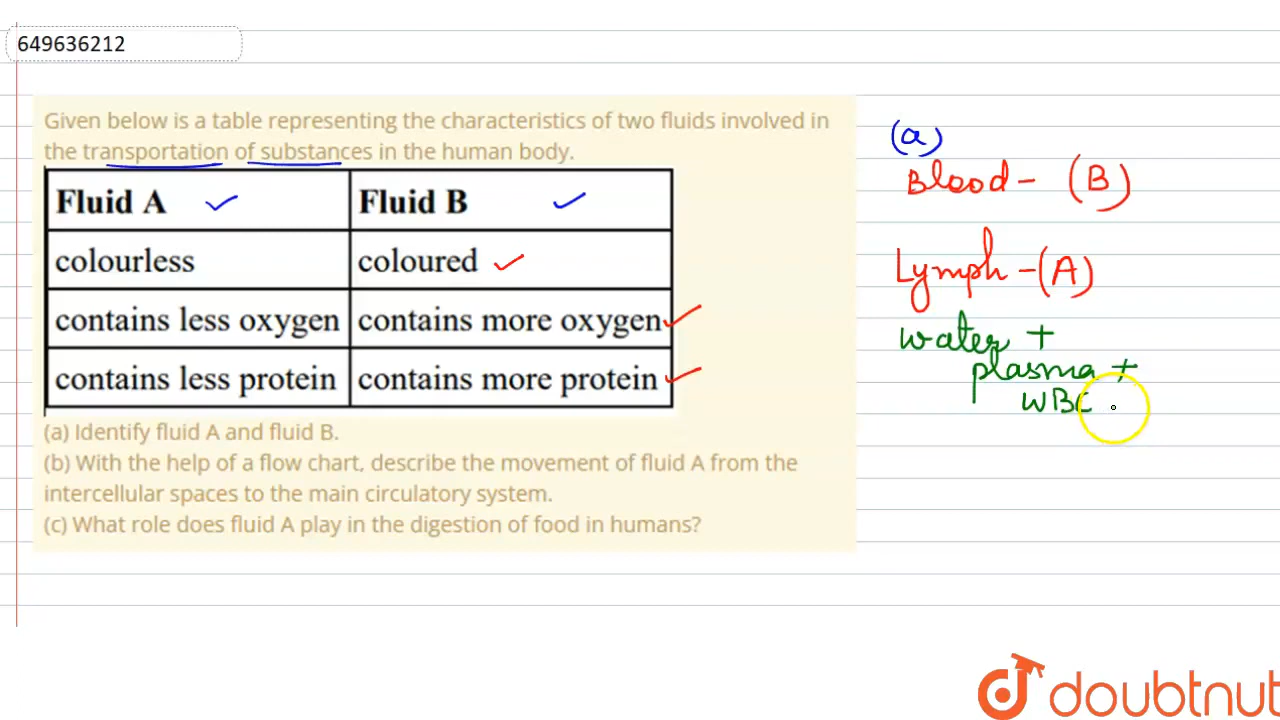 649636212
Given below is a table representing the characteristics of two fluids involved in
the transportation of substances in the human body.
Fluid A Fluid B
colourless coloured
contains less oxygen contains more oxygen
contains less protein contains more protein
(a) Identify fluid A and fluid B.
(b) With the help of a flow chart, describe the movement of fluid A from the
intercellular spaces to the main circulatory system.
(c) What role does fluid A play in the digestion of food in humans?
(a)
Blood - (B)
Lymph - (A)
water +
plasma +
WBC
doubtnut